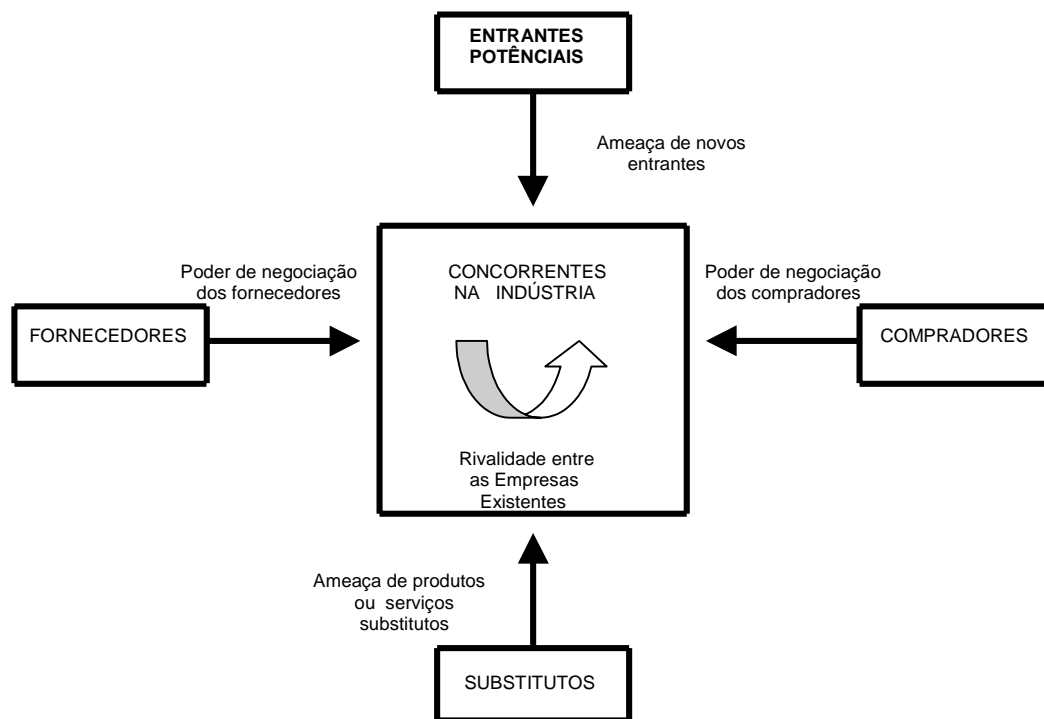 ENTRANTES
POTÊNCIAIS
Ameaça de novos
entrantes
Poder de negociação
dos fornecedores
CONCORRENTES
NA INDÚSTRIA
Poder de negociação
dos compradores
FORNECEDORES
COMPRADORES
Rivalidade entre
as Empresas
Existentes
Ameaça de produtos
ou serviços
substitutos
SUBSTITUTOS